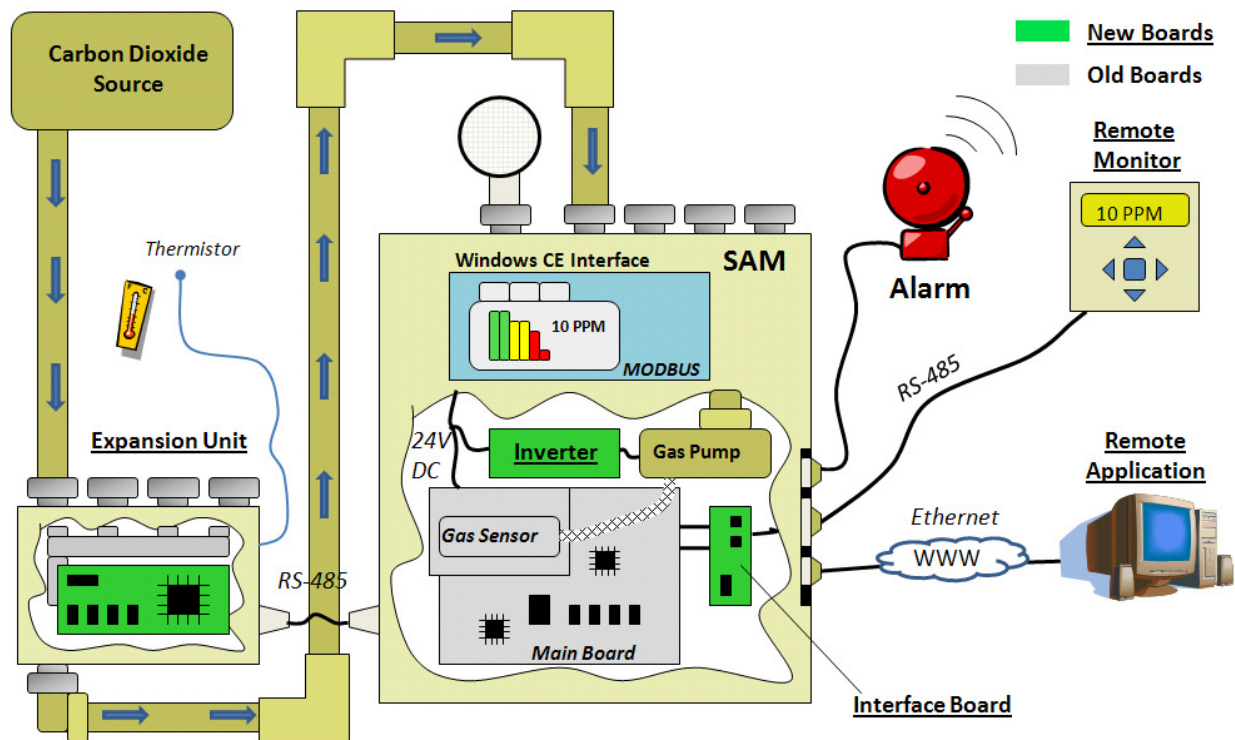 Carbon Dioxide
Source
New Boards
Old Boards
Remote
Monitor
10 PPM
Thermistor
F C
Windows CE Interface
SAM
10 PPM
MODBUS
Alarm
RS-485
Expansion Unit
24V
DC
Inverter
Gas Pump
Remote
Application
Gas Sensor
Ethernet
WWW
RS-485
Main Board
Interface Board